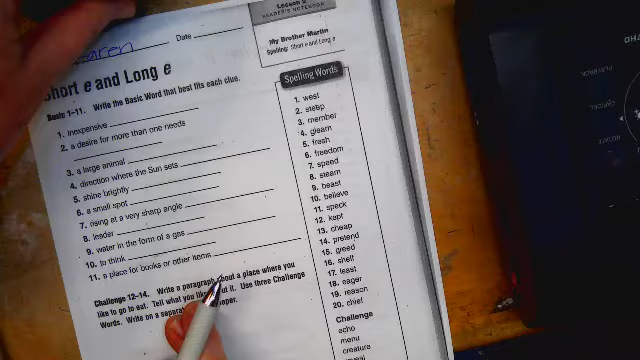 Lesson 2
READER'S NOTEBOOK
aren
Date
My Brother Martin
Spelling: Short e and Long e
Short e and Long e
Basic 1–11. Write the Basic Word that best fits each clue.
1. inexpensive
2. a desire for more than one needs
3. a large animal
4. direction where the Sun sets
5. shine brightly
6. a small spot
7. rising at a very sharp angle
8. leader
9. water in the form of a gas
10. to think
11. a place for books or other items
Challenge 12–14. Write a paragraph about a place where you
like to go to eat. Tell what you like about it. Use three Challenge
Words. Write on a separate paper.
Spelling Words
1. west
2. steep
3. member
4. gleam
5. fresh
6. freedom
7. speed
8. steam
9. beast
10. believe
11. speck
12. kept
13. cheap
14. pretend
15. greed
16. shelf
17. least
18. eager
19. reason
20. chief
Challenge
echo
menu
creature